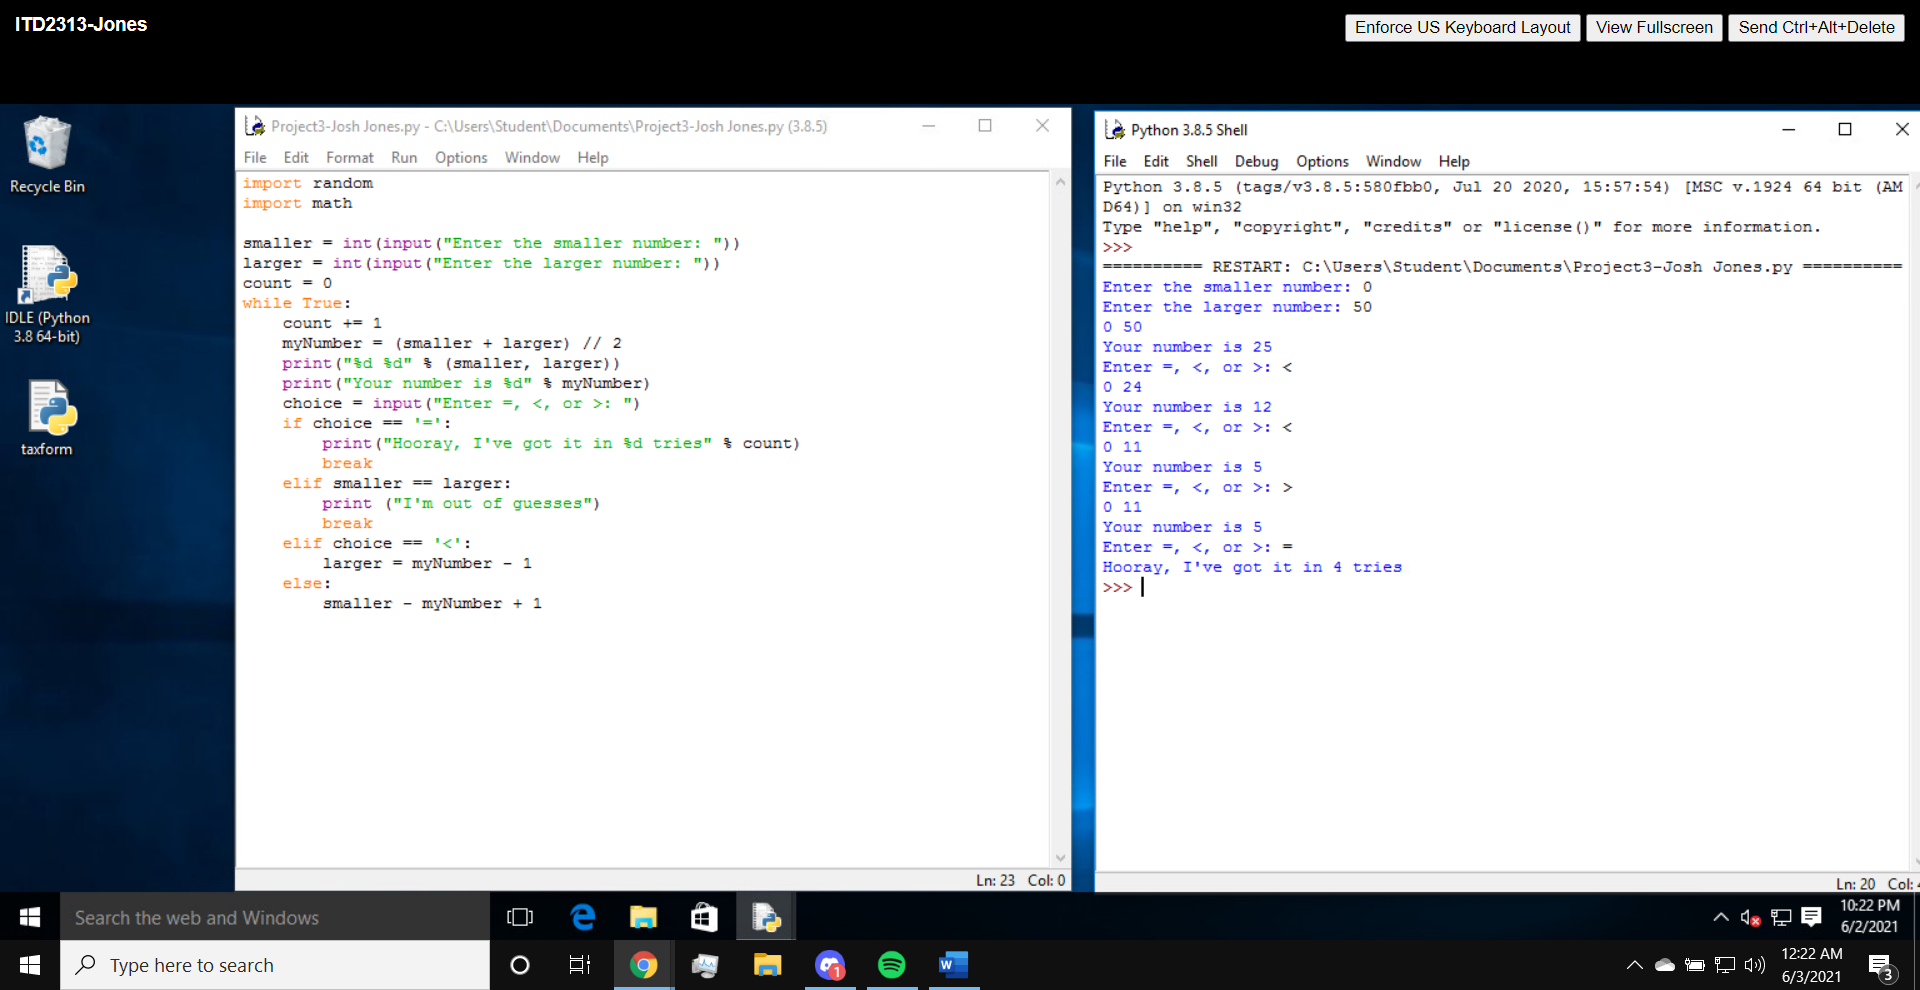 ITD2313-Jones
Enforce US Keyboard Layout View Fullscreen Send Ctrl+Alt+Delete
Recycle Bin
IDLE (Python
3.8 64-bit)
taxform
Project3-Josh Jones.py - C:\Users\Student\Documents\Project3-Josh Jones.py (3.8.5)
File Edit Format Run Options Window Help
import random
import math
smaller = int(input("Enter the smaller number: "))
larger = int(input("Enter the larger number: "))
count = 0
while True:
    count += 1
    myNumber = (smaller + larger) // 2
    print("%d %d" % (smaller, larger))
    print("Your number is %d" % myNumber)
    choice = input("Enter =, <, or >: ")
    if choice == '=':
        print("Hooray, I've got it in %d tries" % count)
        break
    elif smaller == larger:
        print ("I'm out of guesses")
        break
    elif choice == '<':
        larger = myNumber - 1
    else:
        smaller - myNumber + 1
Ln: 23 Col: 0
Python 3.8.5 Shell
File Edit Shell Debug Options Window Help
Python 3.8.5 (tags/v3.8.5:580fbb0, Jul 20 2020, 15:57:54) [MSC v.1924 64 bit (AM
D64)] on win32
Type "help", "copyright", "credits" or "license()" for more information.
>>>
========== RESTART: C:\Users\Student\Documents\Project3-Josh Jones.py ==========
Enter the smaller number: 0
Enter the larger number: 50
0 50
Your number is 25
Enter =, <, or >: <
0 24
Your number is 12
Enter =, <, or >: <
0 11
Your number is 5
Enter =, <, or >: >
0 11
Your number is 5
Enter =, <, or >: =
Hooray, I've got it in 4 tries
>>>
Ln: 20 Col:
Search the web and Windows
10:22 PM
6/2/2021
Type here to search
1
W
12:22 AM
6/3/2021
3